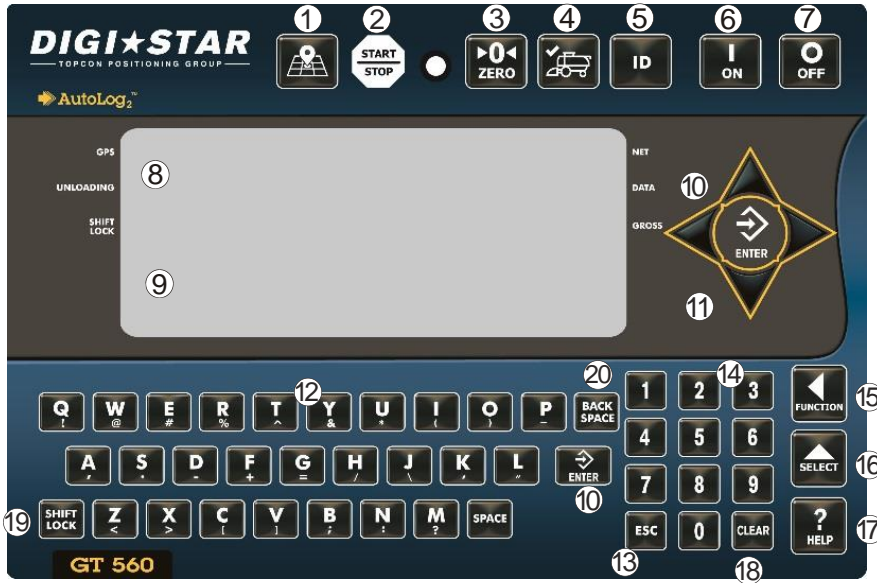 1 2 3 4 5 6 7
DIGI★STAR
TOPCON POSITIONING GROUP
AutoLog2™
START
STOP
▶0◀
ZERO
ID
I
ON
O
OFF
GPS
UNLOADING
SHIFT
LOCK
8
9
NET
DATA
GROSS
10
ENTER
11
12 20 14
Q ! W @ E # R % T ^ Y & U * I ( O ) P _
BACK
SPACE
1 2 3
FUNCTION
15
A , S . D - F + G = H / J \ K ' L "
ENTER
10
4 5 6
SELECT
16
7 8 9
19
SHIFT
LOCK
Z < X > C [ V ] B ; N : M ?
SPACE
ESC 0 CLEAR
?
HELP
17
13 18
GT 560